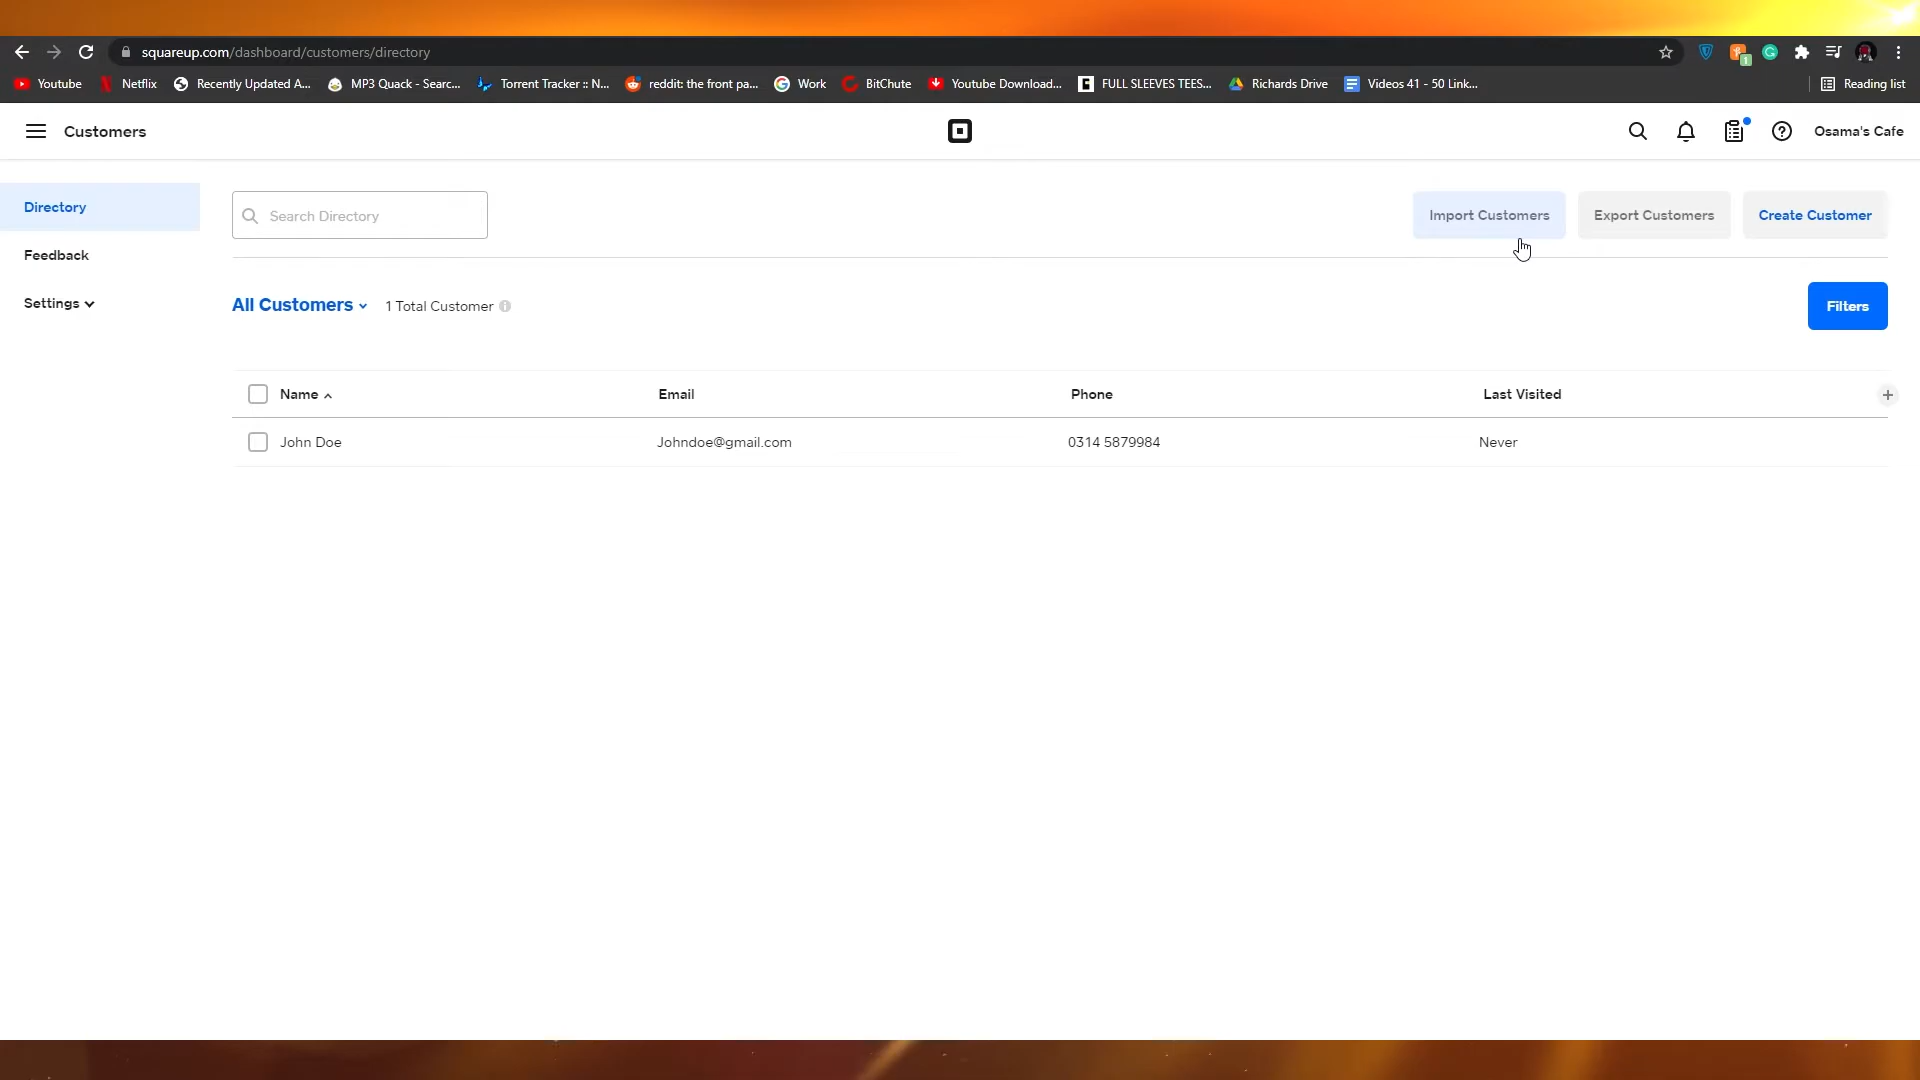 squareup.com/dashboard/customers/directory
Youtube Netflix Recently Updated A... MP3 Quack - Searc... Torrent Tracker :: N... reddit: the front pa... Work BitChute Youtube Download... FULL SLEEVES TEES... Richards Drive Videos 41 - 50 Link... Reading list
Customers Osama's Cafe
Directory
Feedback
Settings
Search Directory Import Customers Export Customers Create Customer
All Customers 1 Total Customer Filters
Name Email Phone Last Visited
John Doe Johndoe@gmail.com 0314 5879984 Never